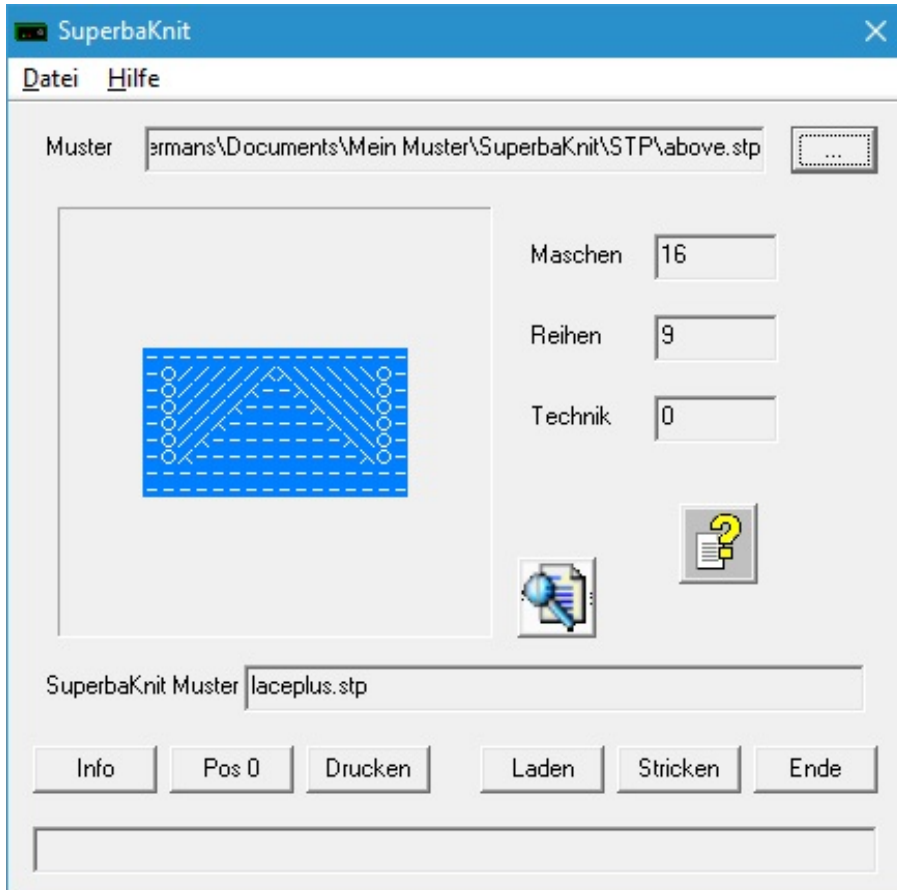 SuperbaKnit
Datei Hilfe
Muster ermans\Documents\Mein Muster\SuperbaKnit\STP\above.stp ...
Maschen 16
Reihen 9
Technik 0
SuperbaKnit Muster laceplus.stp
Info Pos 0 Drucken Laden Stricken Ende